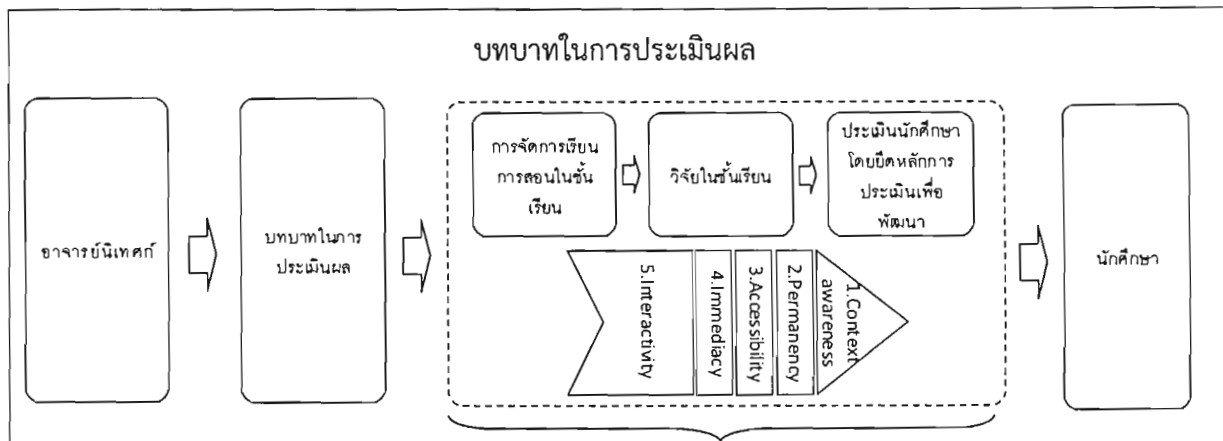 บทบาทในการประเมินผล
อาจารย์นิเทศก์
บทบาทในการ
ประเมินผล
การจัดการเรียน
การสอนในชั้น
เรียน
วิจัยในชั้นเรียน
ประเมินนักศึกษา
โดยยึดหลักการ
ประเมินเพื่อ
พัฒนา
5.Interactivity
4.Immediacy
3.Accessibility
2.Permanency
1.Context
awareness
นักศึกษา